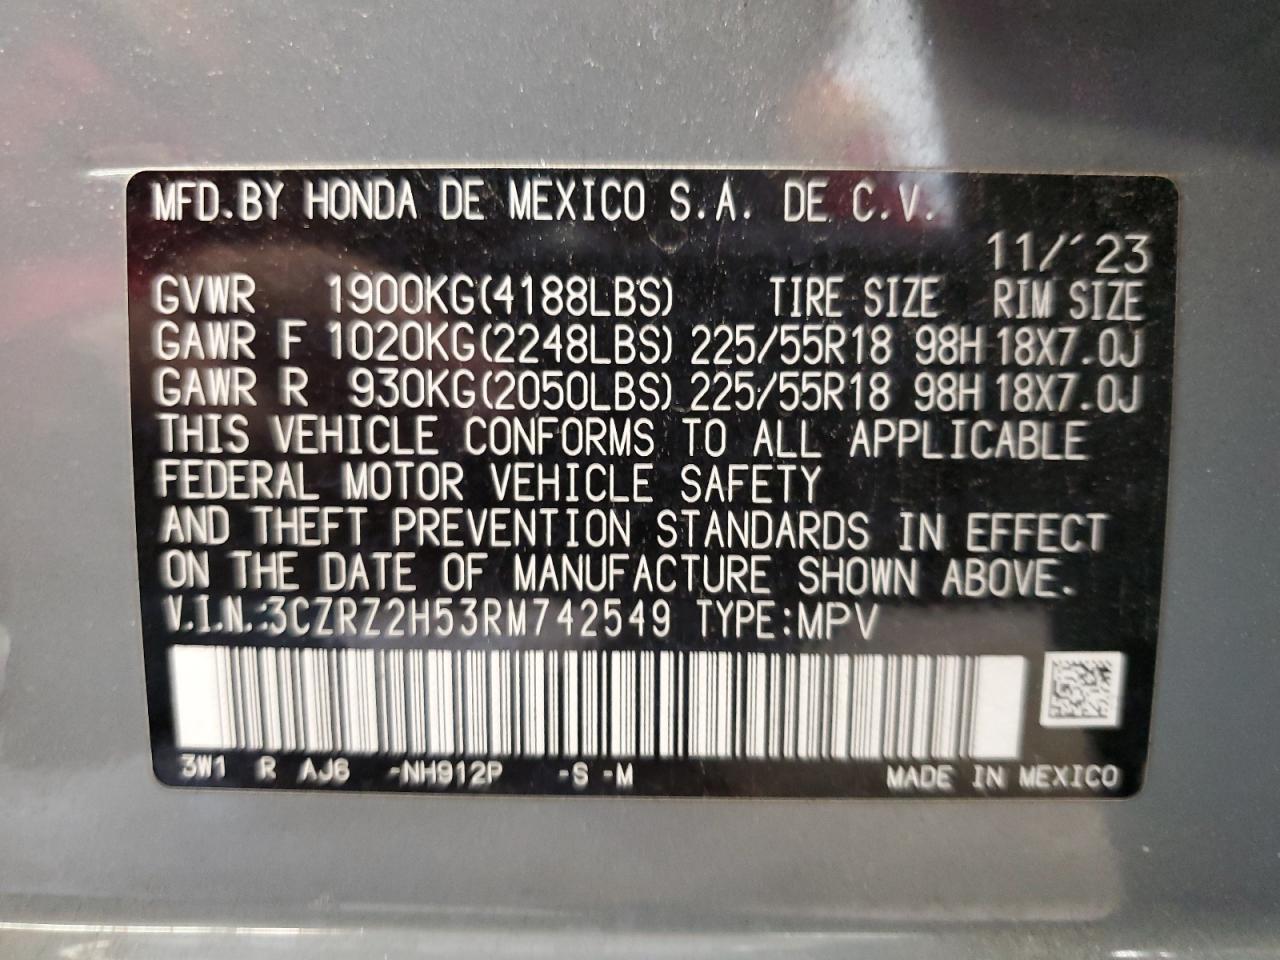 MFD.BY HONDA DE MEXICO S.A. DE C.V.
11/'23
GVWR 1900KG(4188LBS) TIRE SIZE RIM SIZE
GAWR F 1020KG(2248LBS) 225/55R18 98H 18X7.0J
GAWR R 930KG(2050LBS) 225/55R18 98H 18X7.0J
THIS VEHICLE CONFORMS TO ALL APPLICABLE
FEDERAL MOTOR VEHICLE SAFETY
AND THEFT PREVENTION STANDARDS IN EFFECT
ON THE DATE OF MANUFACTURE SHOWN ABOVE.
V.I.N.:3CZRZ2H53RM742549 TYPE:MPV
3W1 R AJ6 -NH912P -S -M MADE IN MEXICO